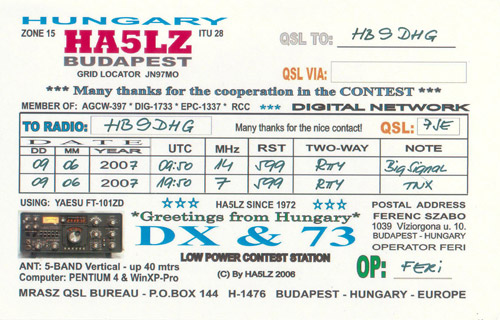 HUNGARY
ZONE 15 HA5LZ ITU 28
QSL TO: HB9DHG
BUDAPEST
GRID LOCATOR JN97MO
QSL VIA:
*** Many thanks for the cooperation in the CONTEST ***
MEMBER OF: AGCW-397 * DIG-1733 * EPC-1337 * RCC *** DIGITAL NETWORK
TO RADIO: HB9DHG Many thanks for the nice contact! QSL: PSE
DATE
DD MM YEAR UTC MHz RST TWO-WAY NOTE
09 06 2007 09:50 14 599 RTTY Big Signal
09 06 2007 19:50 7 599 RTTY TNX
USING: YAESU FT-101ZD ☆☆☆ HA5LZ SINCE 1972 ☆☆☆ POSTAL ADDRESS
*Greetings from Hungary* FERENC SZABO
DX & 73 1039 Viziorgona u. 10.
BUDAPEST - HUNGARY
OPERATOR FERI
LOW POWER CONTEST STATION
ANT: 5-BAND Vertical - up 40 mtrs
Computer: PENTIUM 4 & WinXP-Pro
(C) By HA5LZ 2006
OP: FERI
MRASZ QSL BUREAU - P.O.BOX 144 H-1476 BUDAPEST - HUNGARY - EUROPE